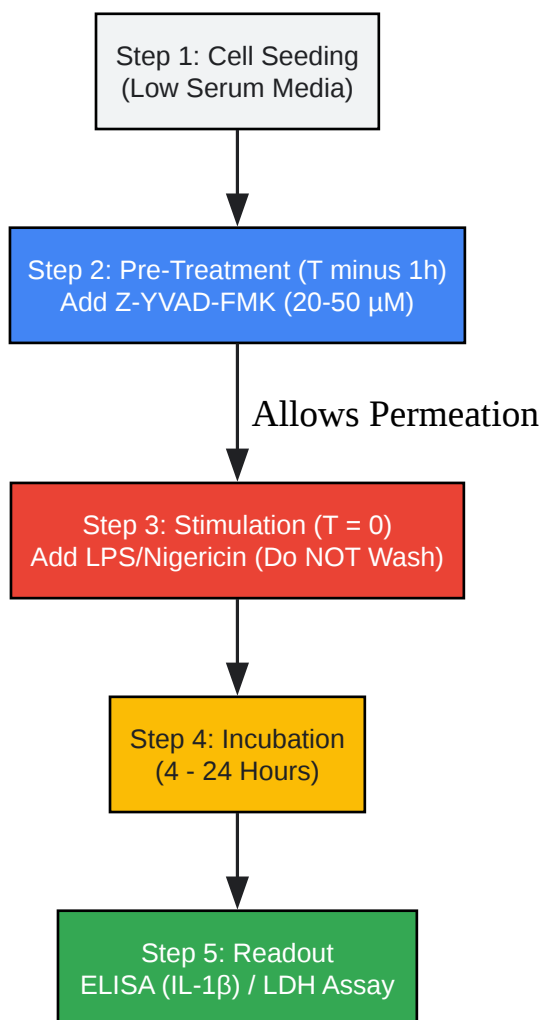 Step 1: Cell Seeding
(Low Serum Media)
Step 2: Pre-Treatment (T minus 1h)
Add Z-YVAD-FMK (20-50 µM)
Allows Permeation
Step 3: Stimulation (T = 0)
Add LPS/Nigericin (Do NOT Wash)
Step 4: Incubation
(4 - 24 Hours)
Step 5: Readout
ELISA (IL-1β) / LDH Assay